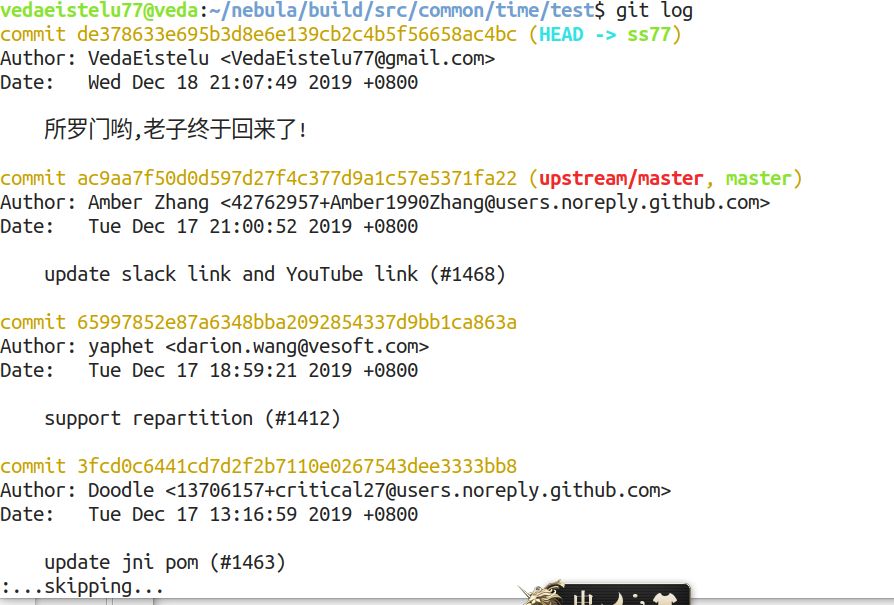 vedaeistelu77@veda:~/nebula/build/src/common/time/test$ git log
commit de378633e695b3d8e6e139cb2c4b5f56658ac4bc (HEAD -> ss77)
Author: VedaEistelu <VedaEistelu77@gmail.com>
Date:   Wed Dec 18 21:07:49 2019 +0800
所罗门哟,老子终于回来了!
commit ac9aa7f50d0d597d27f4c377d9a1c57e5371fa22 (upstream/master, master)
Author: Amber Zhang <42762957+Amber1990Zhang@users.noreply.github.com>
Date:   Tue Dec 17 21:00:52 2019 +0800
update slack link and YouTube link (#1468)
commit 65997852e87a6348bba2092854337d9bb1ca863a
Author: yaphet <darion.wang@vesoft.com>
Date:   Tue Dec 17 18:59:21 2019 +0800
support repartition (#1412)
commit 3fcd0c6441cd7d2f2b7110e0267543dee3333bb8
Author: Doodle <13706157+critical27@users.noreply.github.com>
Date:   Tue Dec 17 13:16:59 2019 +0800
update jni pom (#1463)
:...skipping...